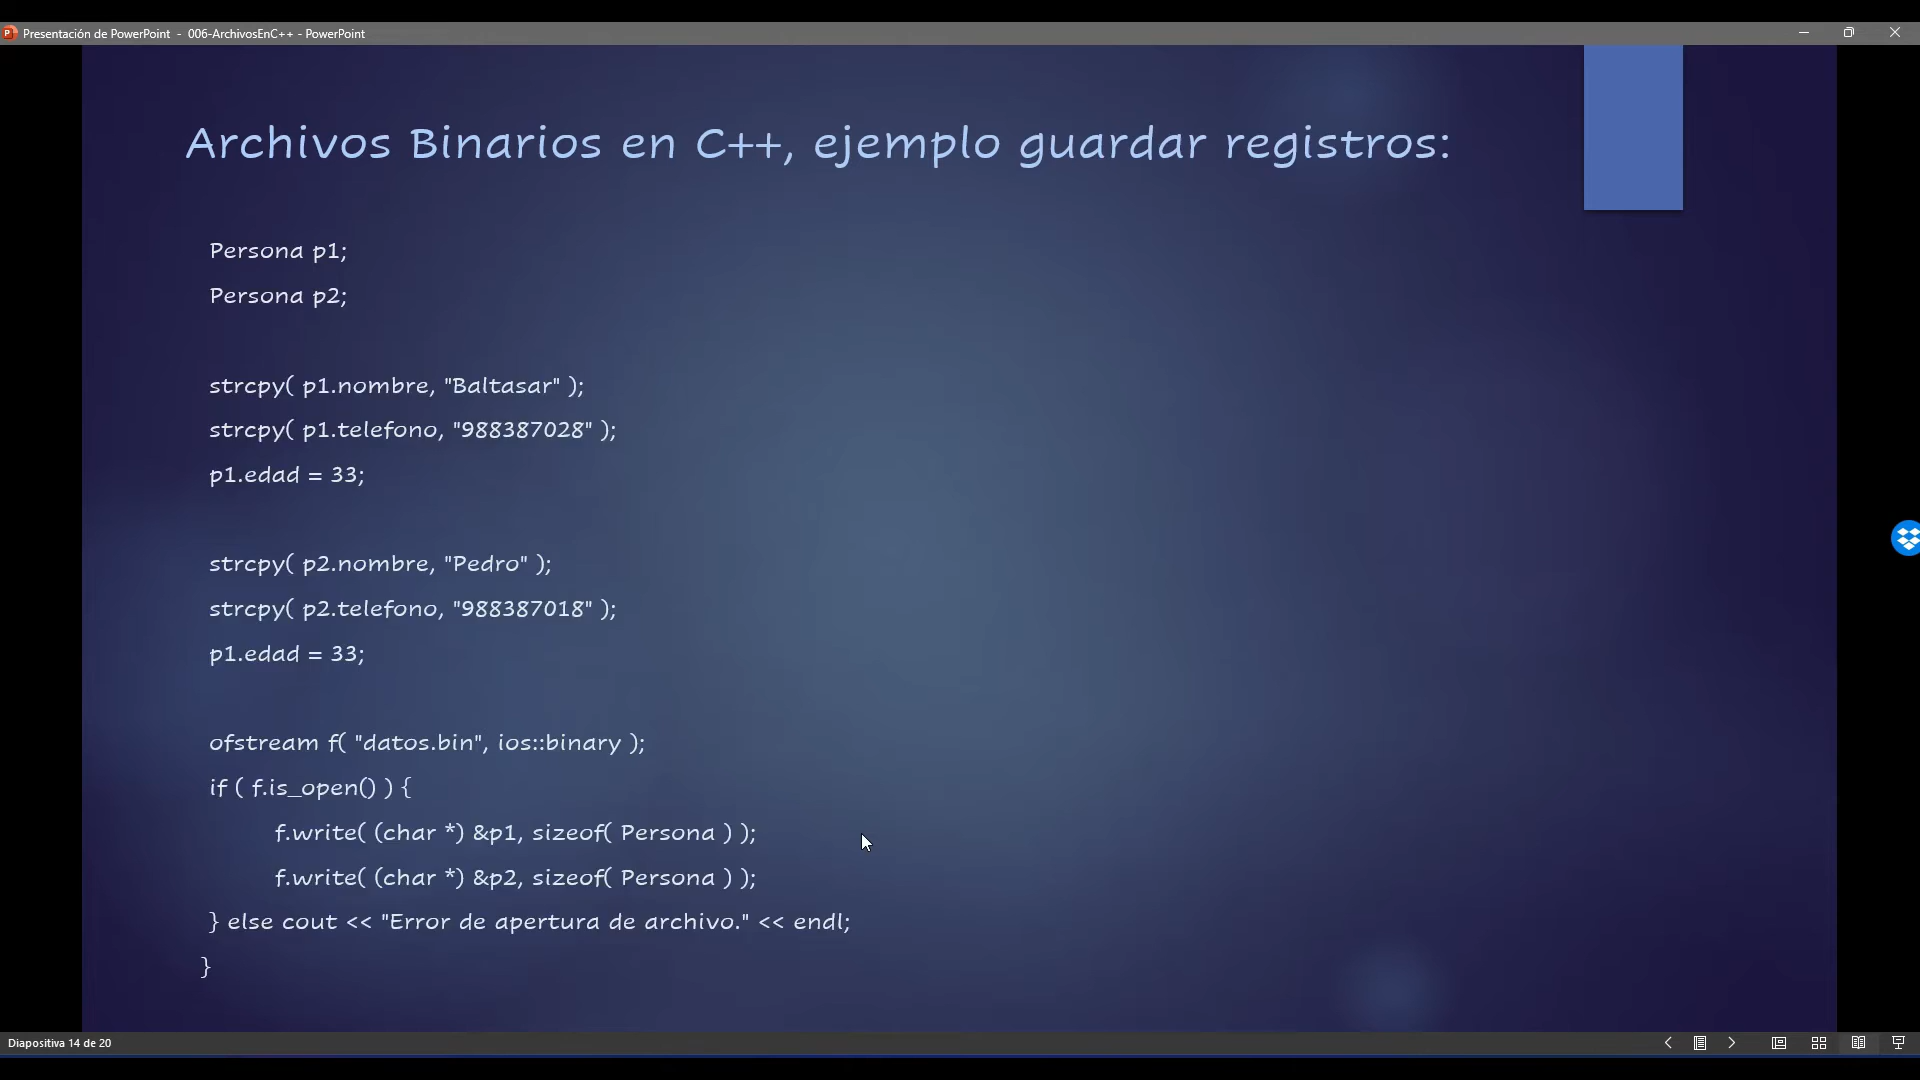 Presentación de PowerPoint - 006-ArchivosEnC++ - PowerPoint
Archivos Binarios en C++, ejemplo guardar registros:
Persona p1;
Persona p2;
strcpy( p1.nombre, "Baltasar" );
strcpy( p1.telefono, "988387028" );
p1.edad = 33;
strcpy( p2.nombre, "Pedro" );
strcpy( p2.telefono, "988387018" );
p1.edad = 33;
ofstream f( "datos.bin", ios::binary );
if ( f.is_open() ) {
f.write( (char *) &p1, sizeof( Persona ) );
f.write( (char *) &p2, sizeof( Persona ) );
} else cout << "Error de apertura de archivo." << endl;
}
Diapositiva 14 de 20